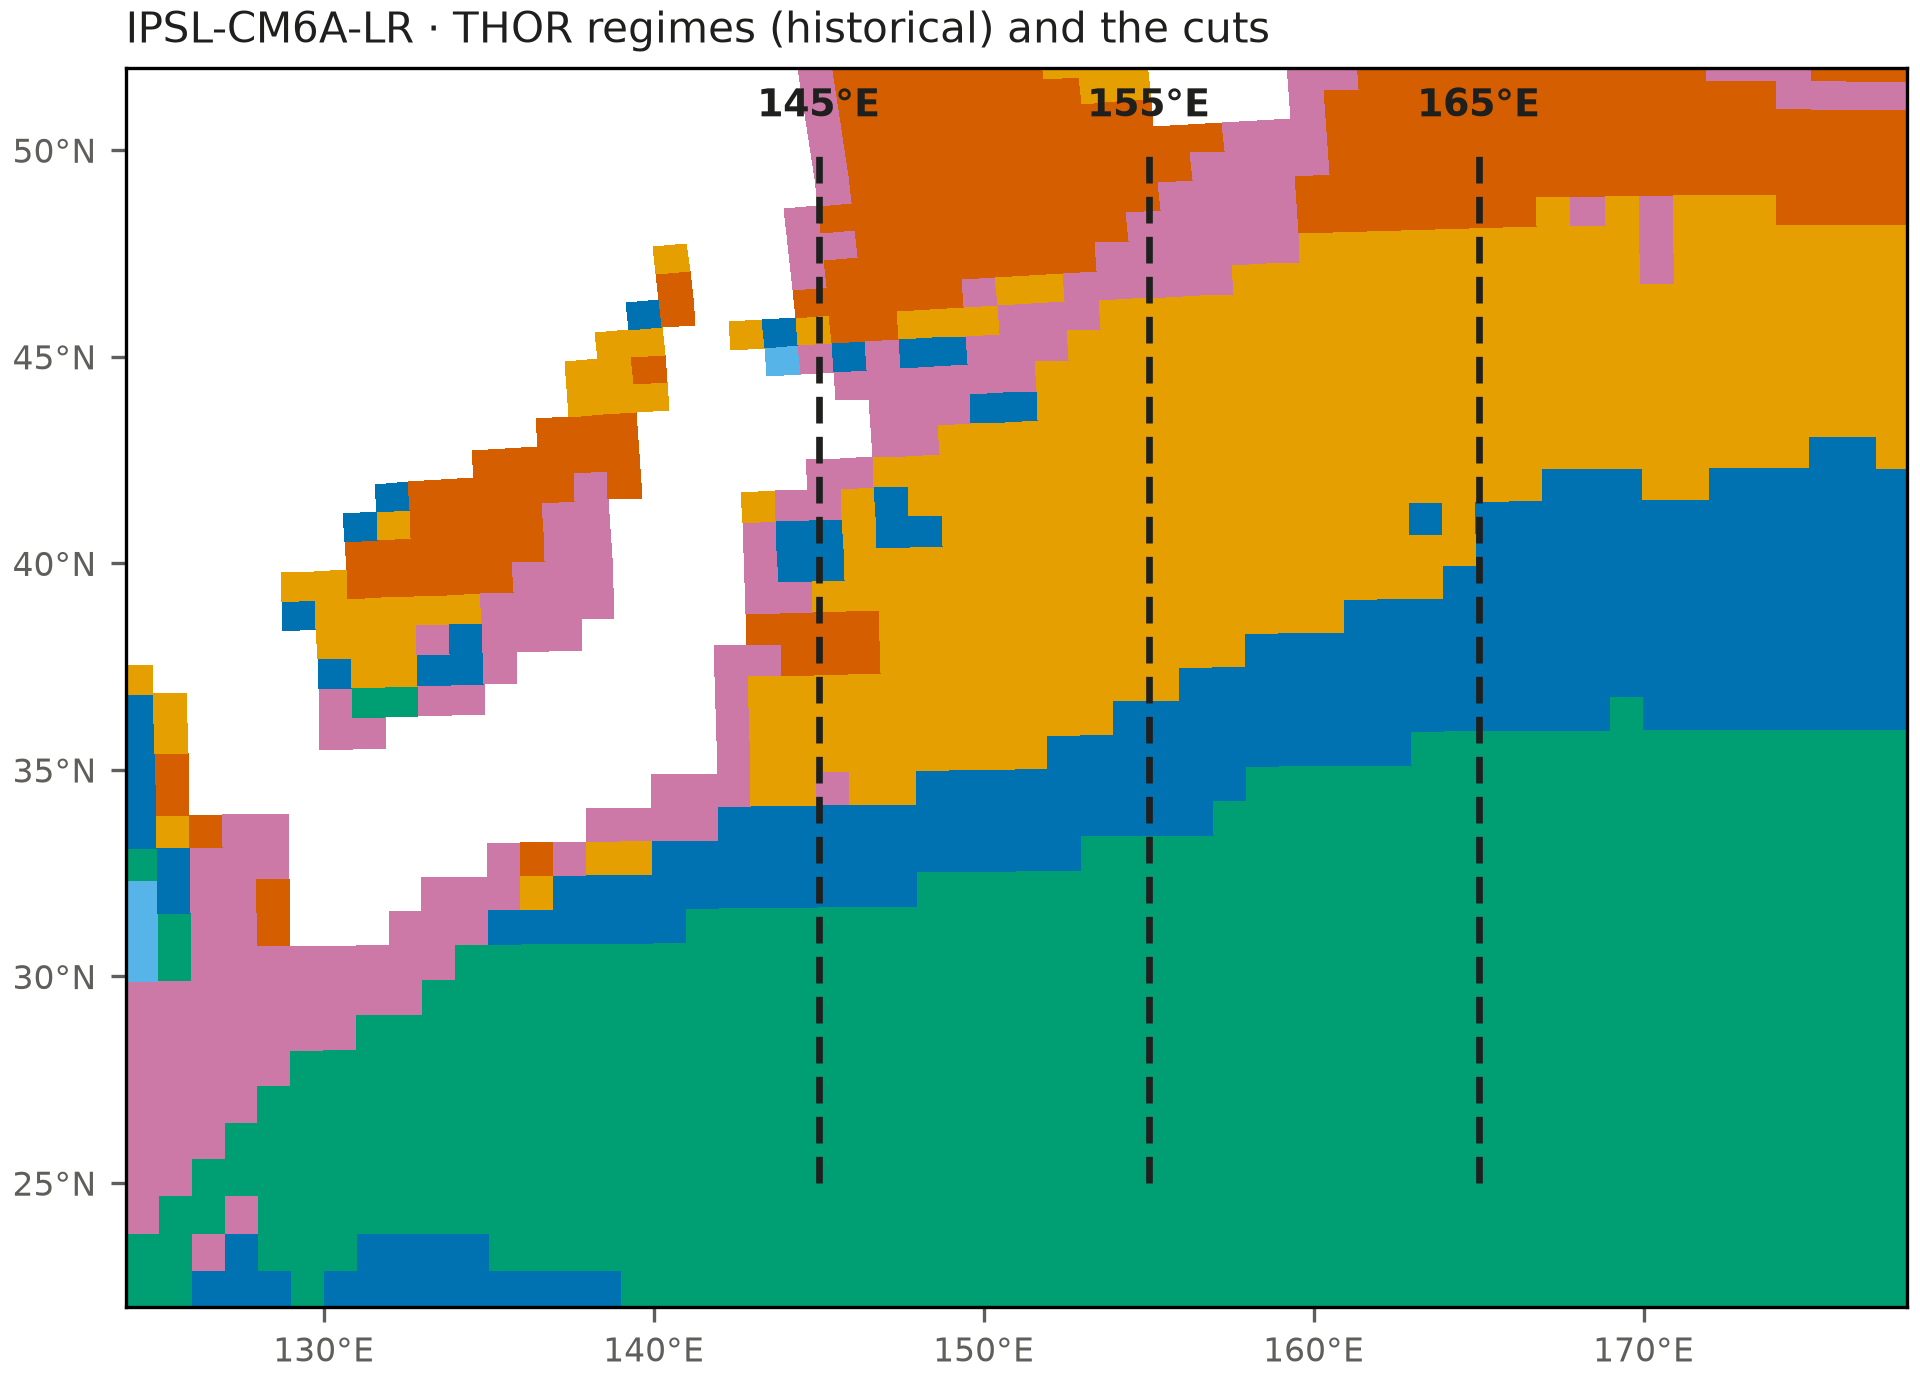 IPSL-CM6A-LR · THOR regimes (historical) and the cuts
145°E 155°E 165°E
50°N
45°N
40°N
35°N
30°N
25°N
130°E 140°E 150°E 160°E 170°E